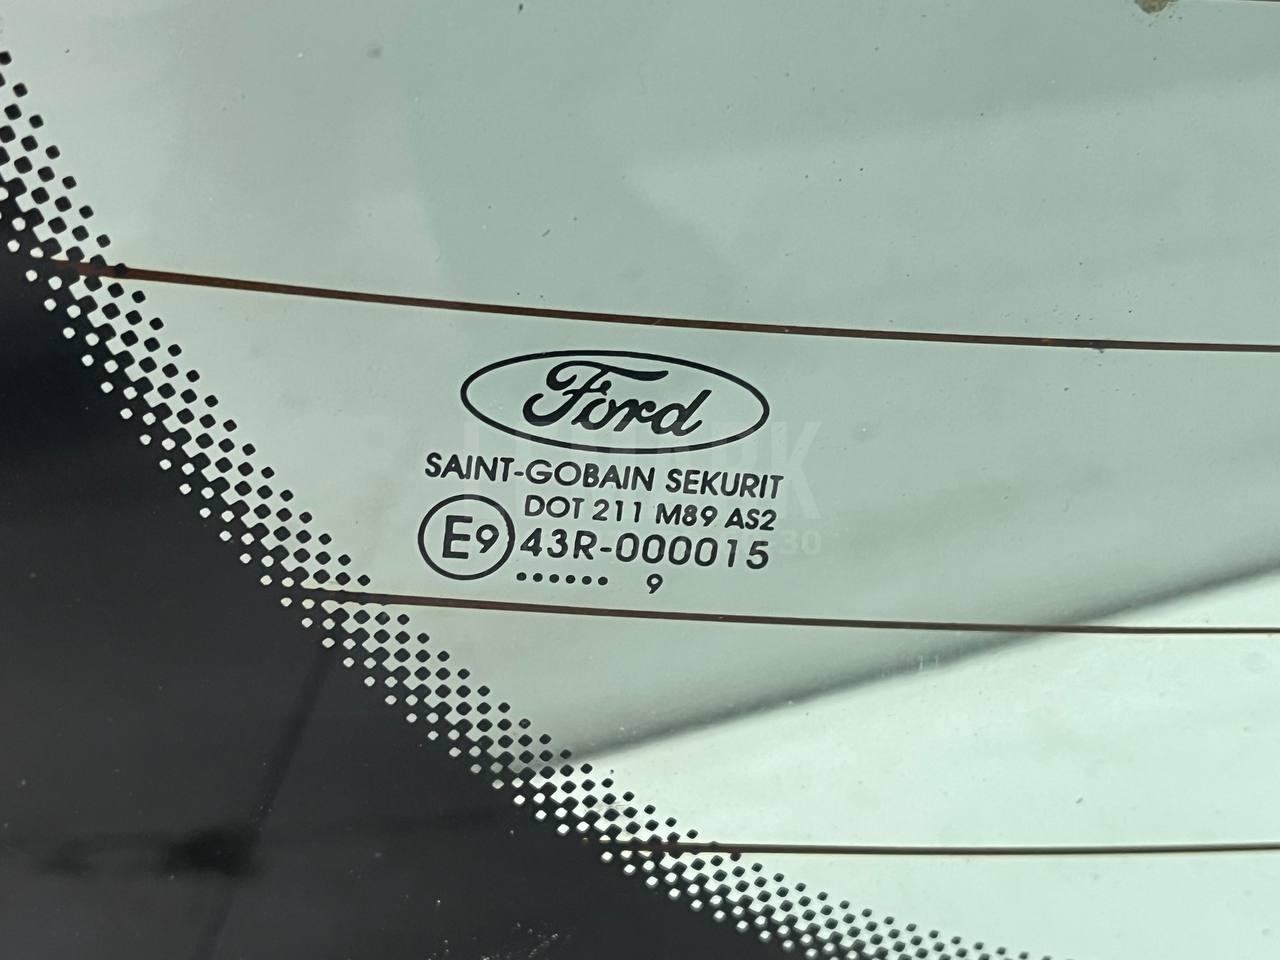 Ford
SAINT-GOBAIN SEKURIT
DOT 211 M89 AS2
E9 43R-000015
...... 9